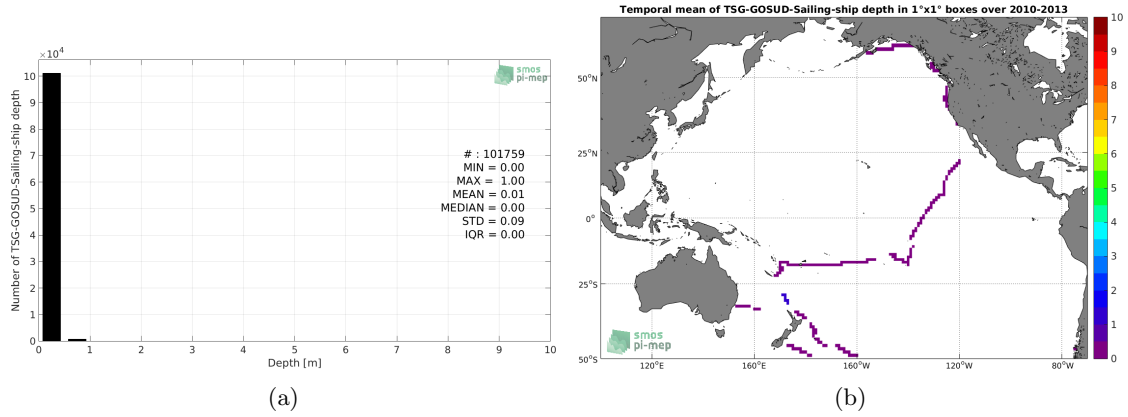 ×10⁴
10
9
8
7
6
5
4
3
2
1
0
Number of TSG-GOSUD-Sailing-ship depth
smos
pi-mep
# : 101759
MIN = 0.00
MAX = 1.00
MEAN = 0.01
MEDIAN = 0.00
STD = 0.09
IQR = 0.00
0 1 2 3 4 5 6 7 8 9 10
Depth [m]
(a)
Temporal mean of TSG-GOSUD-Sailing-ship depth in 1°x1° boxes over 2010-2013
50°N
25°N
0°
25°S
50°S
smos
pi-mep
120°E 160°E 160°W 120°W 80°W
10
9
8
7
6
5
4
3
2
1
0
(b)